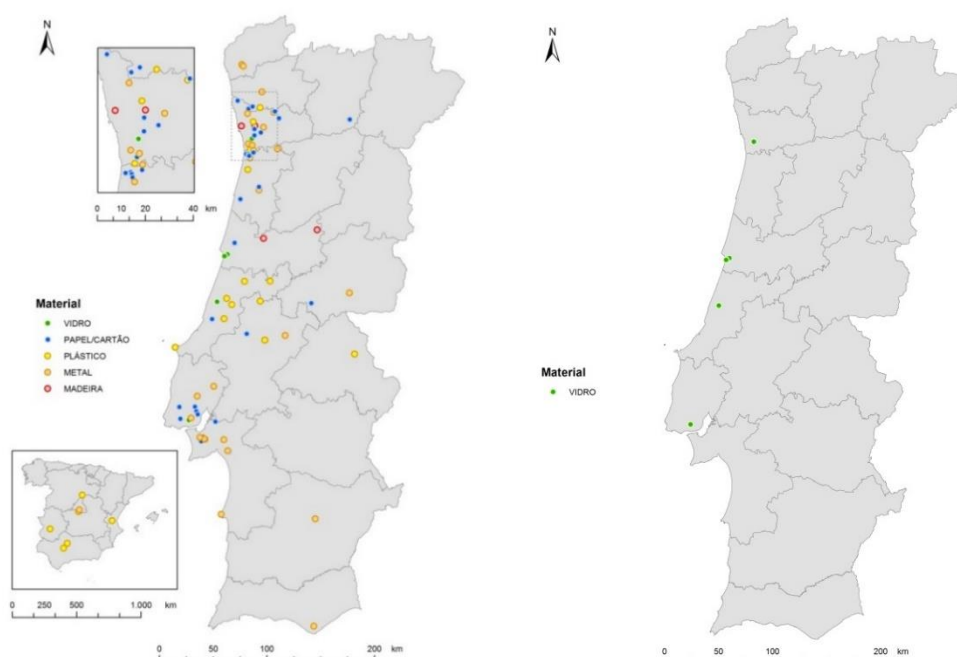 N
0 10 20 40 km
Material
VIDRO
PAPEL/CARTÃO
PLÁSTICO
METAL
MADEIRA
0 250 500 1.000 km
0 50 100 200 km
N
Material
VIDRO
0 50 100 200 km